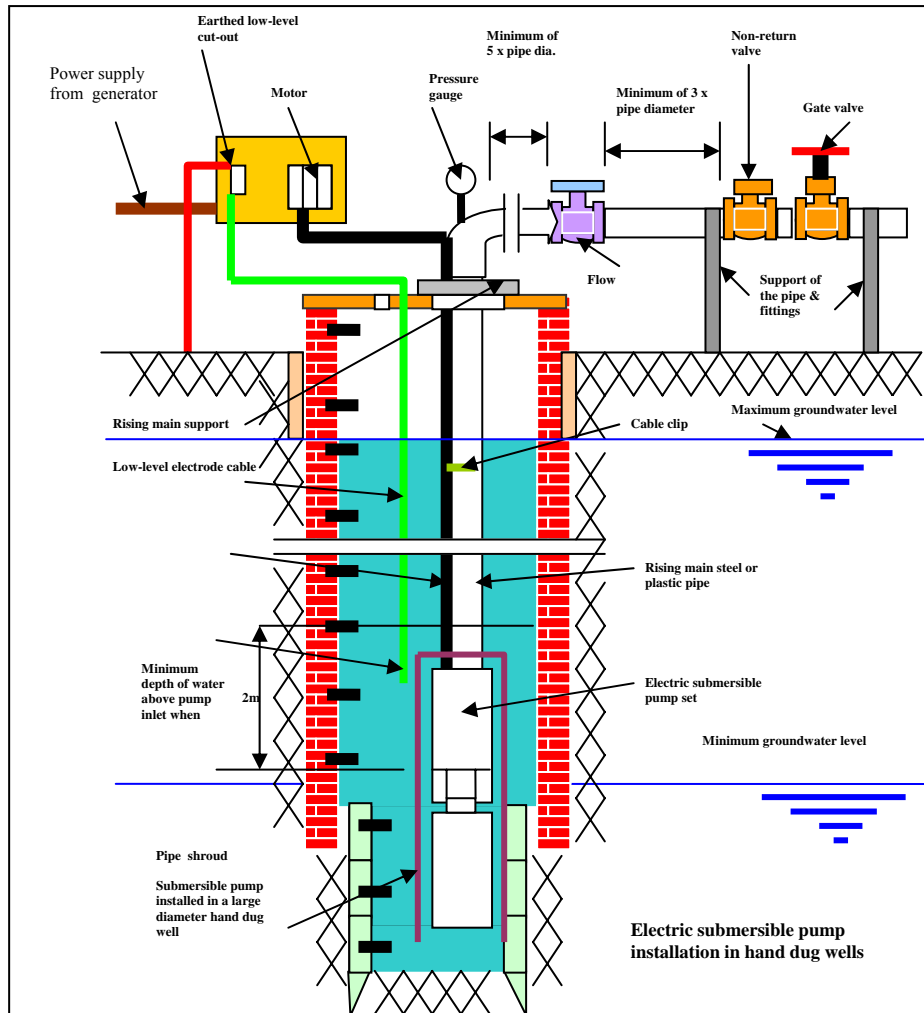 Earthed low-level
cut-out
Minimum of
5 x pipe dia.
Non-return
valve
Power supply
from generator
Motor
Pressure
gauge
Minimum of 3 x
pipe diameter
Gate valve
Flow
Support of
the pipe &
fittings
Rising main support
Maximum groundwater level
Cable clip
Low-level electrode cable
Rising main steel or
plastic pipe
Minimum
depth of water
above pump
inlet when
2m
Electric submersible
pump set
Minimum groundwater level
Pipe shroud
Submersible pump
installed in a large
diameter hand dug
well
Electric submersible pump
installation in hand dug wells